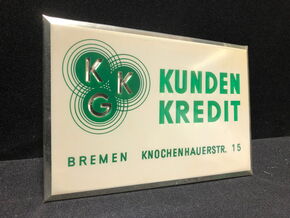 K K
G
KUNDEN
KREDIT
BREMEN KNOCHENHAUERSTR. 15